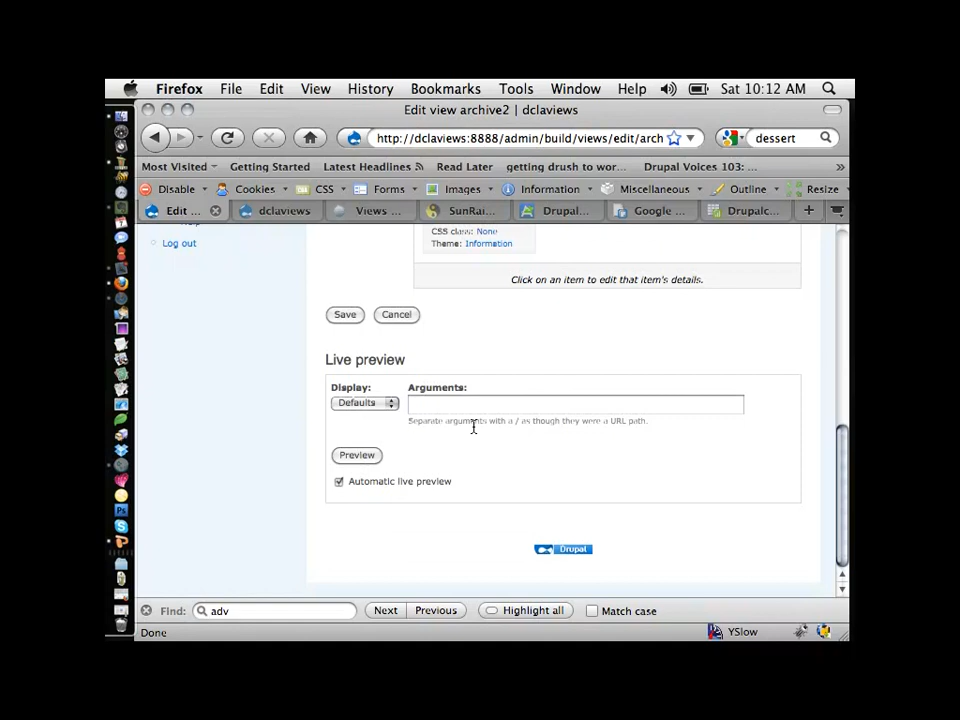 Firefox File Edit View History Bookmarks Tools Window Help Sat 10:12 AM
Edit view archive2 | dclaviews
http://dclaviews:8888/admin/build/views/edit/arch dessert
Most Visited Getting Started Latest Headlines Read Later getting drush to wor... Drupal Voices 103:... »
Disable Cookies CSS Forms Images Information Miscellaneous Outline Resize
Edit ... dclaviews Views ... SunRai... Drupal... Google ... Drupalc... +
Log out
CSS class: None
Theme: Information
Click on an item to edit that item's details.
Save Cancel
Live preview
Display: Arguments:
Defaults
Separate arguments with a / as though they were a URL path.
Preview
Automatic live preview
Drupal
Find: adv Next Previous Highlight all Match case
Done YSlow